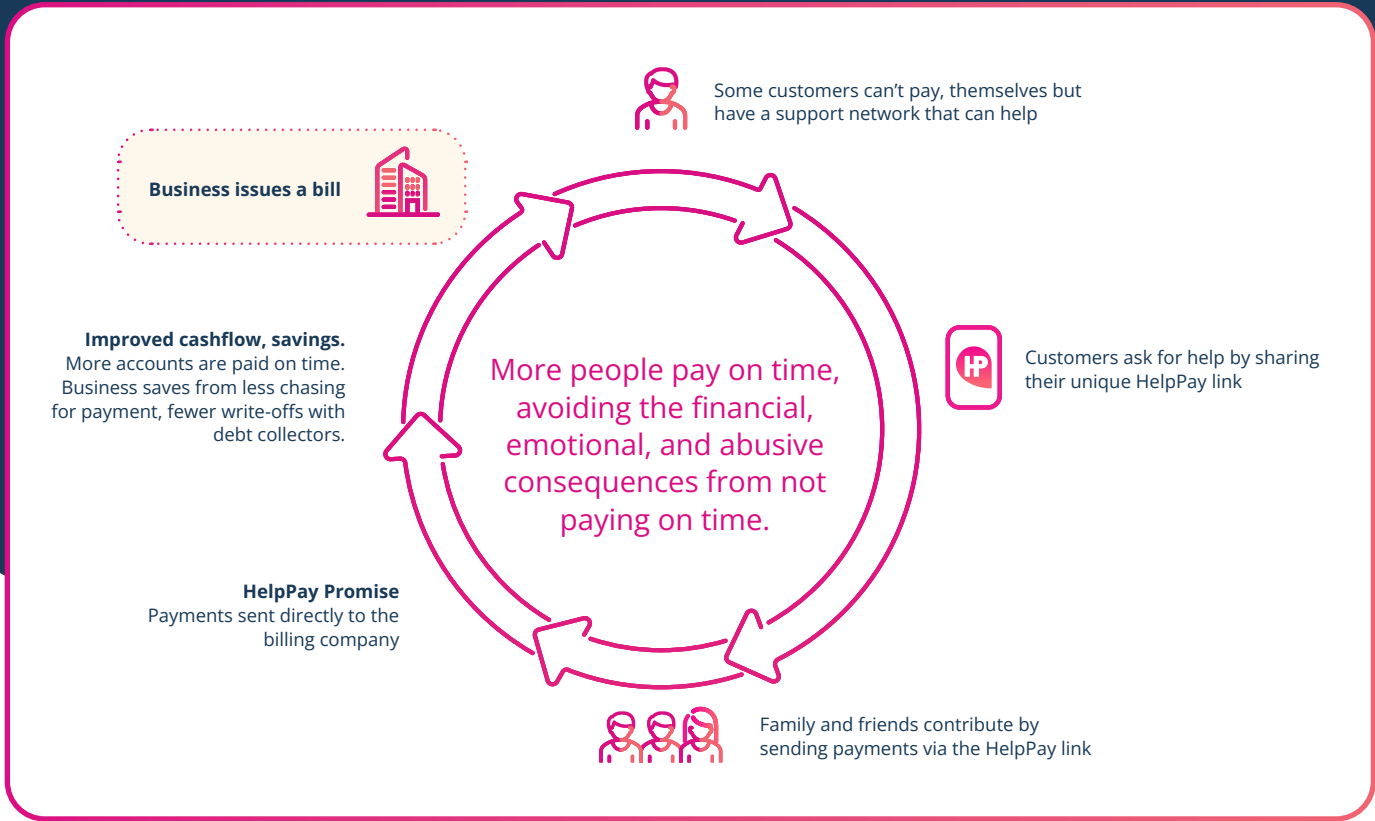 Some customers can’t pay, themselves but
have a support network that can help
Business issues a bill
Improved cashflow, savings.
More accounts are paid on time.
Business saves from less chasing
for payment, fewer write-offs with
debt collectors.
More people pay on time,
avoiding the financial,
emotional, and abusive
consequences from not
paying on time.
HP
Customers ask for help by sharing
their unique HelpPay link
HelpPay Promise
Payments sent directly to the
billing company
Family and friends contribute by
sending payments via the HelpPay link